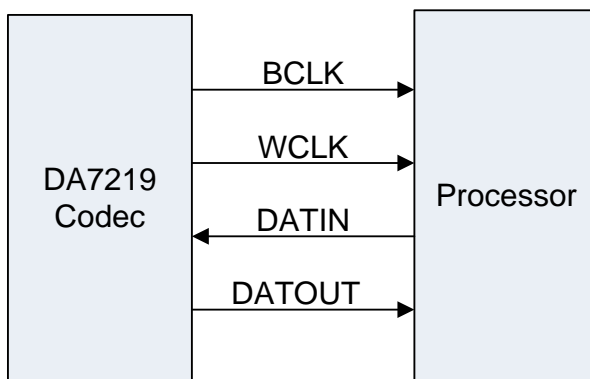 DA7219
Codec
BCLK
WCLK
DATIN
DATOUT
Processor